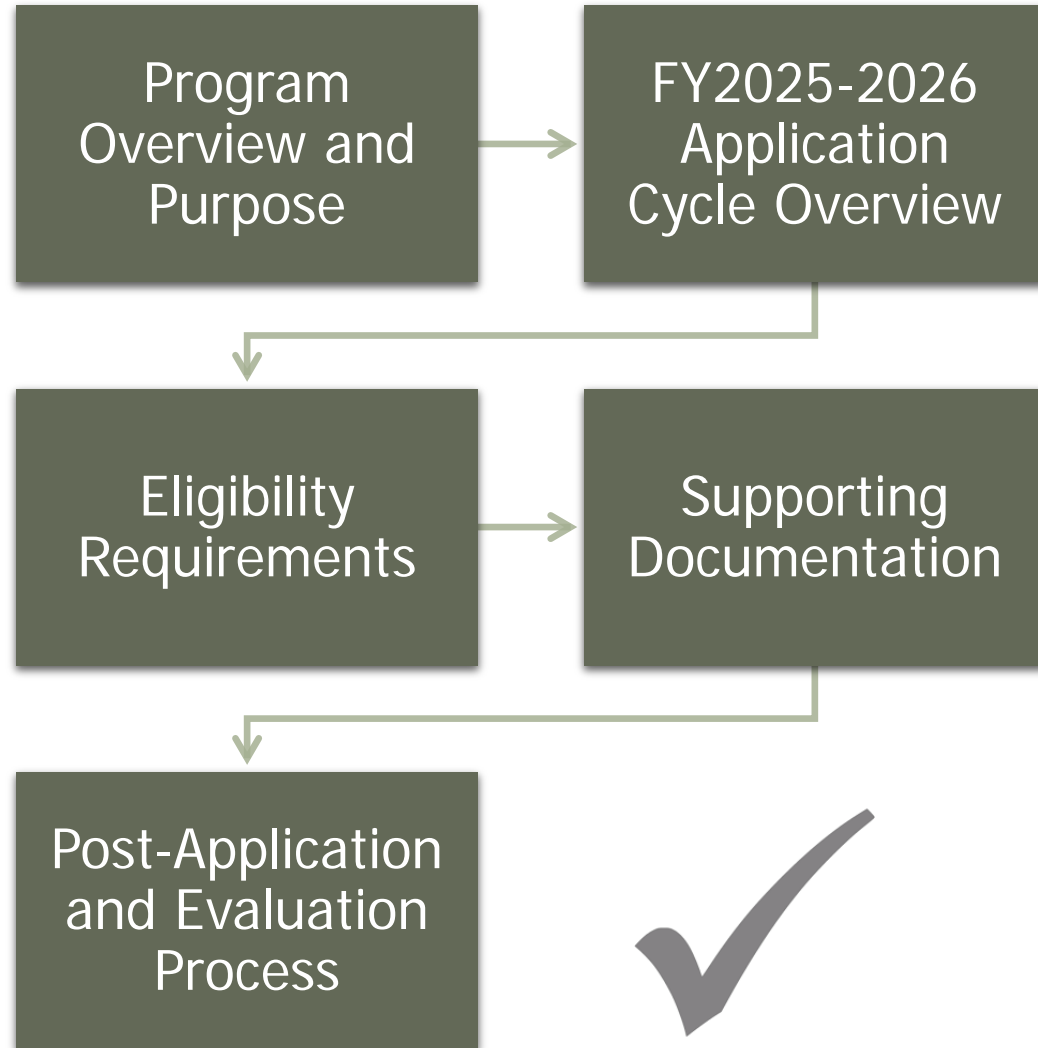 Program
Overview and
Purpose
FY2025-2026
Application
Cycle Overview
Eligibility
Requirements
Supporting
Documentation
Post-Application
and Evaluation
Process